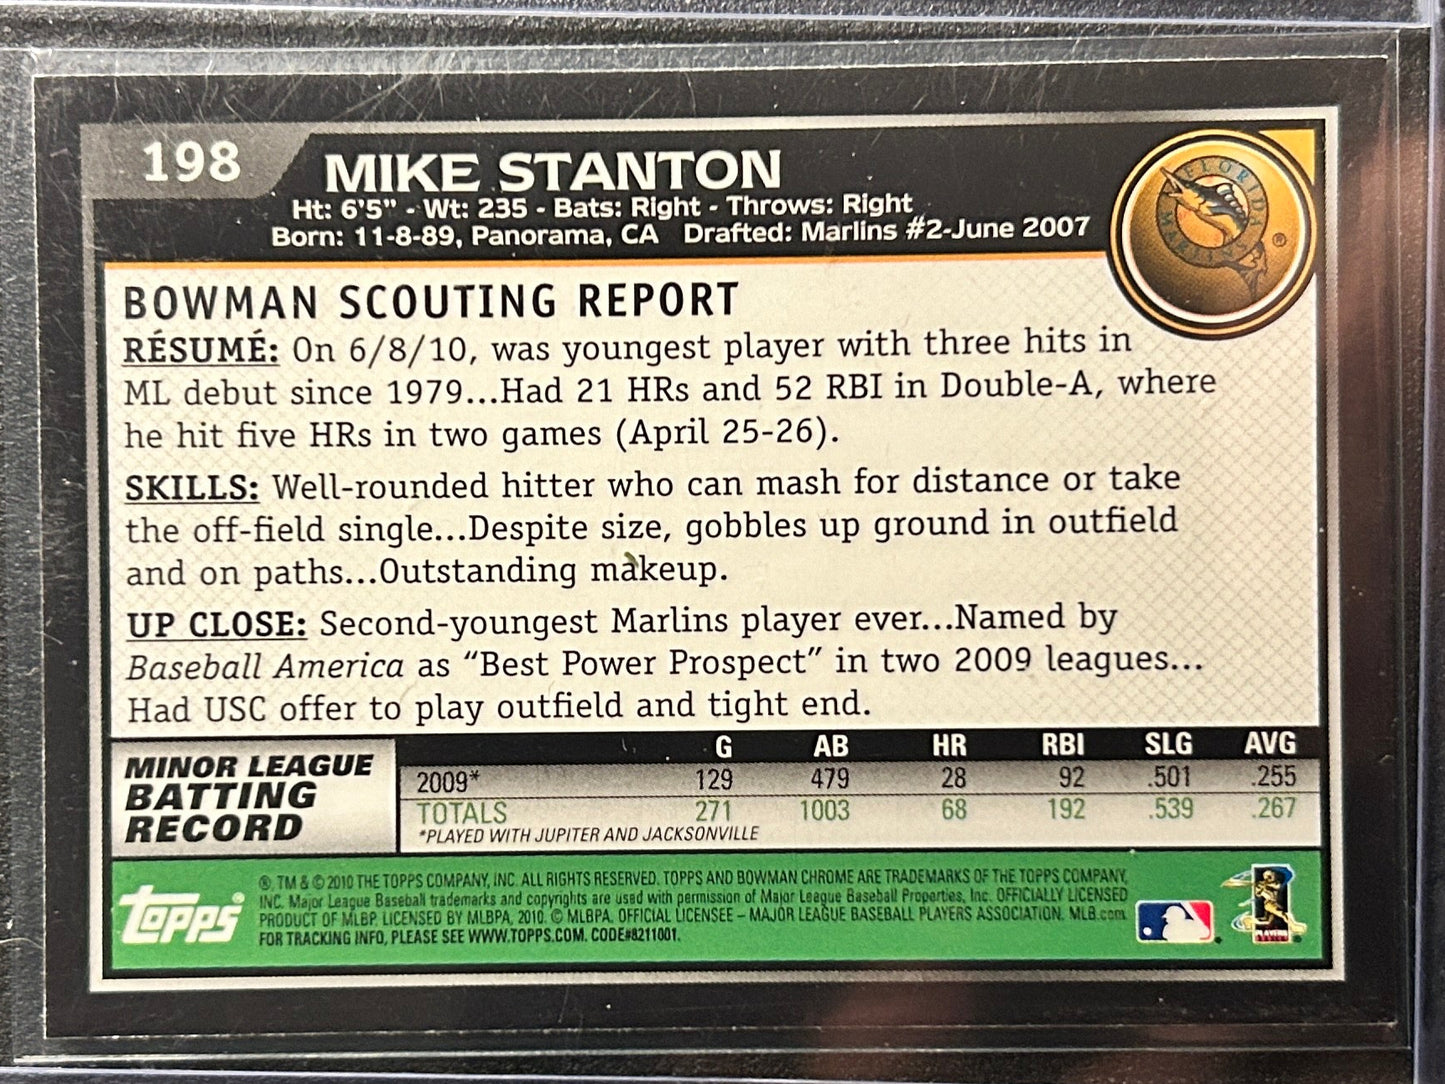 198
MIKE STANTON
Ht: 6'5" - Wt: 235 - Bats: Right - Throws: Right
Born: 11-8-89, Panorama, CA Drafted: Marlins #2-June 2007
FLORIDA
MARLINS
®
BOWMAN SCOUTING REPORT
RÉSUMÉ: On 6/8/10, was youngest player with three hits in
ML debut since 1979...Had 21 HRs and 52 RBI in Double-A, where
he hit five HRs in two games (April 25-26).
SKILLS: Well-rounded hitter who can mash for distance or take
the off-field single...Despite size, gobbles up ground in outfield
and on paths...Outstanding makeup.
UP CLOSE: Second-youngest Marlins player ever...Named by
Baseball America as “Best Power Prospect” in two 2009 leagues...
Had USC offer to play outfield and tight end.
MINOR LEAGUE
BATTING
RECORD
G AB HR RBI SLG AVG
2009* 129 479 28 92 .501 .255
TOTALS 271 1003 68 192 .539 .267
*PLAYED WITH JUPITER AND JACKSONVILLE
Topps®
®, TM & © 2010 THE TOPPS COMPANY, INC. ALL RIGHTS RESERVED. TOPPS AND BOWMAN CHROME ARE TRADEMARKS OF THE TOPPS COMPANY,
INC. Major League Baseball trademarks and copyrights are used with permission of Major League Baseball Properties, Inc. OFFICIALLY LICENSED
PRODUCT OF MLBP. LICENSED BY MLBPA, 2010. © MLBPA. OFFICIAL LICENSEE – MAJOR LEAGUE BASEBALL PLAYERS ASSOCIATION. MLB.com
FOR TRACKING INFO, PLEASE SEE WWW.TOPPS.COM. CODE#8211001.
PLAYERS